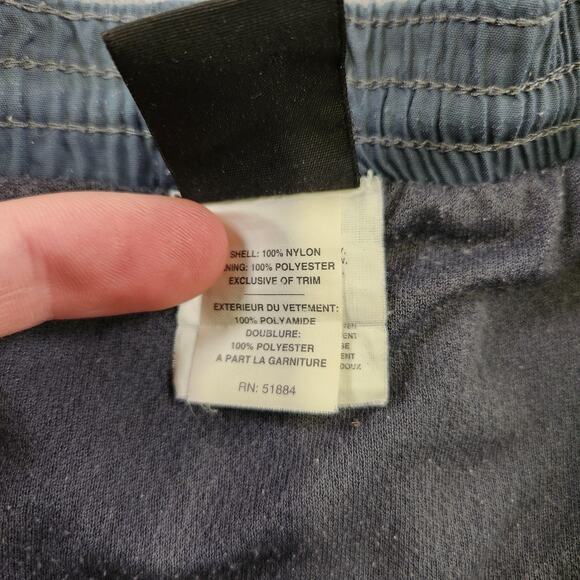 SHELL: 100% NYLON
NING: 100% POLYESTER
EXCLUSIVE OF TRIM
EXTERIEUR DU VETEMENT:
100% POLYAMIDE
DOUBLURE:
100% POLYESTER
A PART LA GARNITURE
RN: 51884